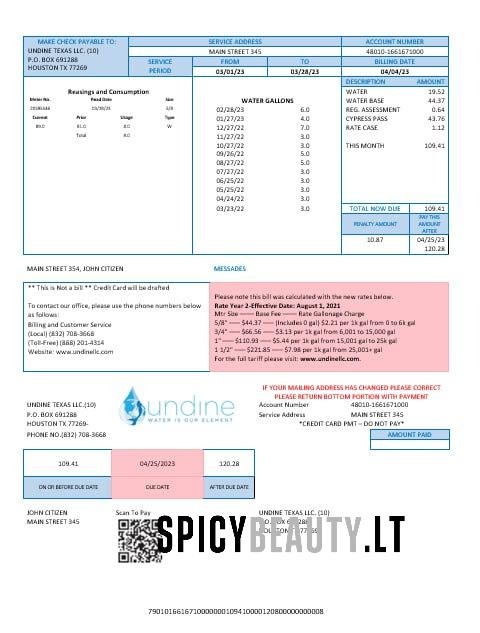 MAKE CHECK PAYABLE TO:
UNDINE TEXAS LLC. (10)
P.O. BOX 691288
HOUSTON TX 77269
SERVICE ADDRESS
MAIN STREET 345
SERVICE PERIOD
FROM TO
03/01/23 03/28/23
ACCOUNT NUMBER
48010-1661671000
BILLING DATE
04/04/23
Reasings and Consumption
Meter No. Read Date Size
03/28/23 5/8
Current Prior Usage Type
89.0 81.0 8.0 W
Total 8.0
WATER GALLONS
02/28/23 6.0
01/27/23 4.0
12/27/22 7.0
11/27/22 3.0
10/27/22 3.0
09/26/22 5.0
08/27/22 5.0
07/27/22 3.0
06/25/22 3.0
05/25/22 3.0
04/24/22 3.0
03/23/22 3.0
DESCRIPTION AMOUNT
WATER 19.52
WATER BASE 44.37
REG. ASSESSMENT 0.64
CYPRESS PASS 43.76
RATE CASE 1.12
THIS MONTH 109.41
TOTAL NOW DUE 109.41
PENALTY AMOUNT
PAY THIS
AMOUNT
AFTER
10.87 04/25/23
120.28
MAIN STREET 354, JOHN CITIZEN MESSADES
** This is Not a bill ** Credit Card will be drafted
To contact our office, please use the phone numbers below
as follows:
Billing and Customer Service
(Local) (832) 708-3668
(Toll-Free) (888) 201-4314
Website: www.undinellc.com
Please note this bill was calculated with the new rates below.
Rate Year 2-Effective Date: August 1, 2021
Mtr Size —– Base Fee —– Rate Gallonage Charge
5/8" —– $44.37 —– (Includes 0 gal) $2.21 per 1k gal from 0 to 6k gal
3/4" —– $66.56 —– $3.13 per 1k gal from 6,001 to 15,000 gal
1" —– $110.93 —– $5.44 per 1k gal from 15,001 gal to 25k gal
1 1/2" —– $221.85 —– $7.98 per 1k gal from 25,001+ gal
For the full tariff please visit: www.undinellc.com.
UNDINE TEXAS LLC.(10)
P.O. BOX 691288
HOUSTON TX 77269-
PHONE NO.(832) 708-3668
undine
WATER IS OUR ELEMENT
IF YOUR MAILING ADDRESS HAS CHANGED PLEASE CORRECT
PLEASE RETURN BOTTOM PORTION WITH PAYMENT
Account Number 48010-1661671000
Service Address MAIN STREET 345
*CREDIT CARD PMT – DO NOT PAY*
AMOUNT PAID
109.41 04/25/2023 120.28
ON OR BEFORE DUE DATE DUE DATE AFTER DUE DATE
JOHN CITIZEN
MAIN STREET 345
Scan To Pay
UNDINE TEXAS LLC. (10)
SPICYBEAUTY.LT
7901016616710000000109410000120800000000008